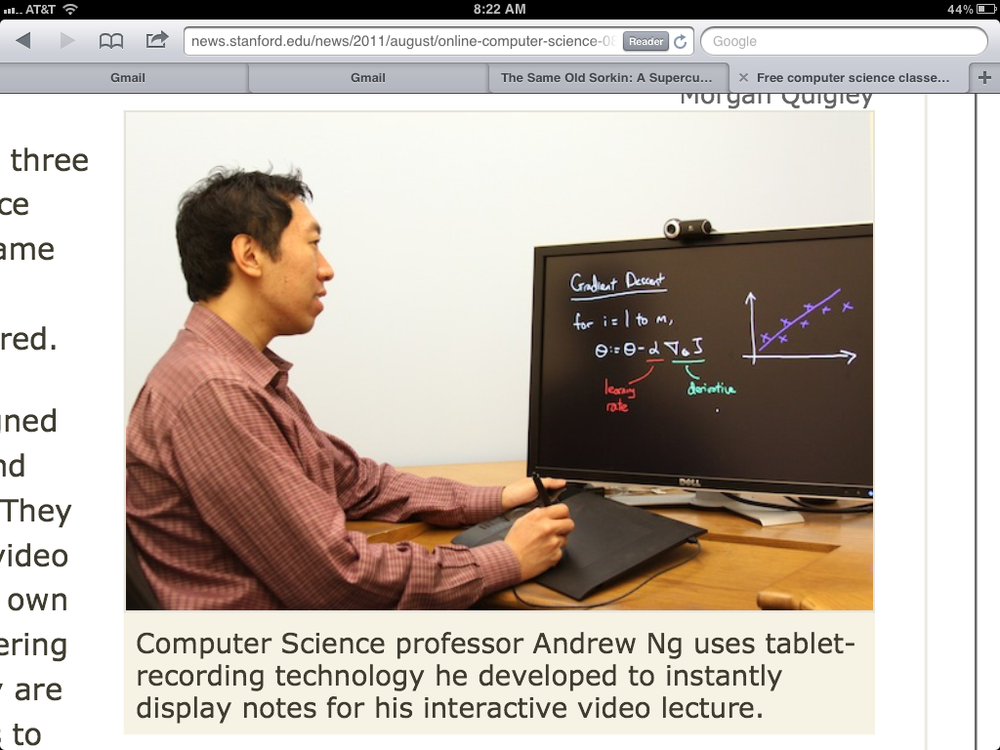 AT&T 8:22 AM 44%
news.stanford.edu/news/2011/august/online-computer-science-08 Reader Google
Gmail Gmail The Same Old Sorkin: A Supercu... Free computer science classe...
Morgan Quigley
three
ce
ame
red.
gned
nd
They
video
own
ering
y are
s to
Gradient Descent
for i = 1 to m,
θ := θ - α ∇θ J
learning
rate
derivative
DELL
Computer Science professor Andrew Ng uses tablet-
recording technology he developed to instantly
display notes for his interactive video lecture.